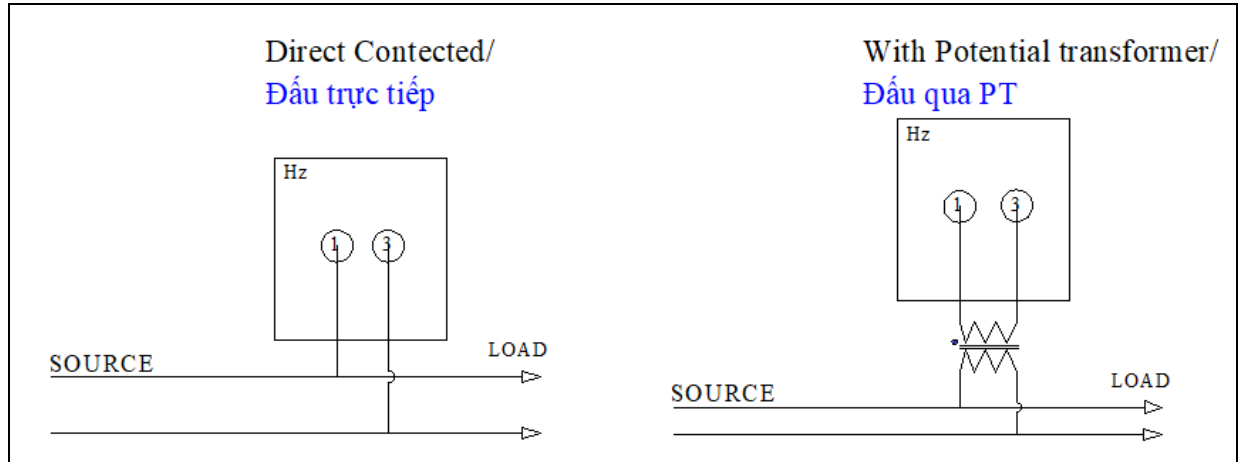 Direct Contected/
Đấu trực tiếp
Hz
1 3
SOURCE
LOAD
With Potential transformer/
Đấu qua PT
Hz
1 3
SOURCE
LOAD